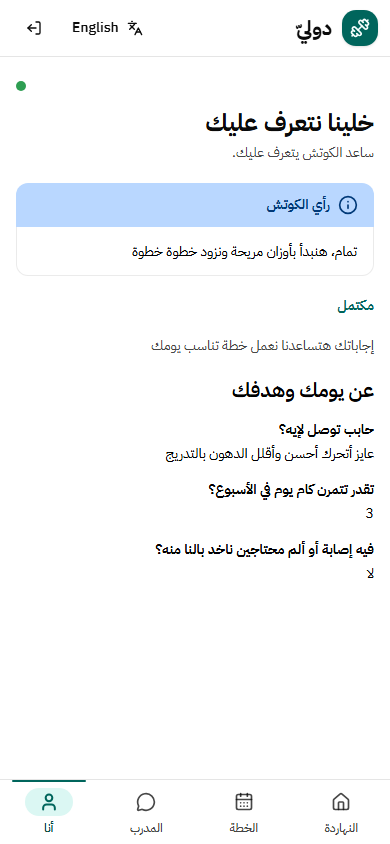 دوليّ
English
خلينا نتعرف عليك
ساعد الكوتش يتعرف عليك.
رأي الكوتش
تمام، هنبدأ بأوزان مريحة ونزود خطوة خطوة
مكتمل
إجاباتك هتساعدنا نعمل خطة تناسب يومك
عن يومك وهدفك
حابب توصل لإيه؟
عايز أتحرك أحسن وأقلل الدهون بالتدريج
تقدر تتمرن كام يوم في الأسبوع؟
3
فيه إصابة أو ألم محتاجين ناخد بالنا منه؟
لا
النهاردة
الخطة
المدرب
أنا